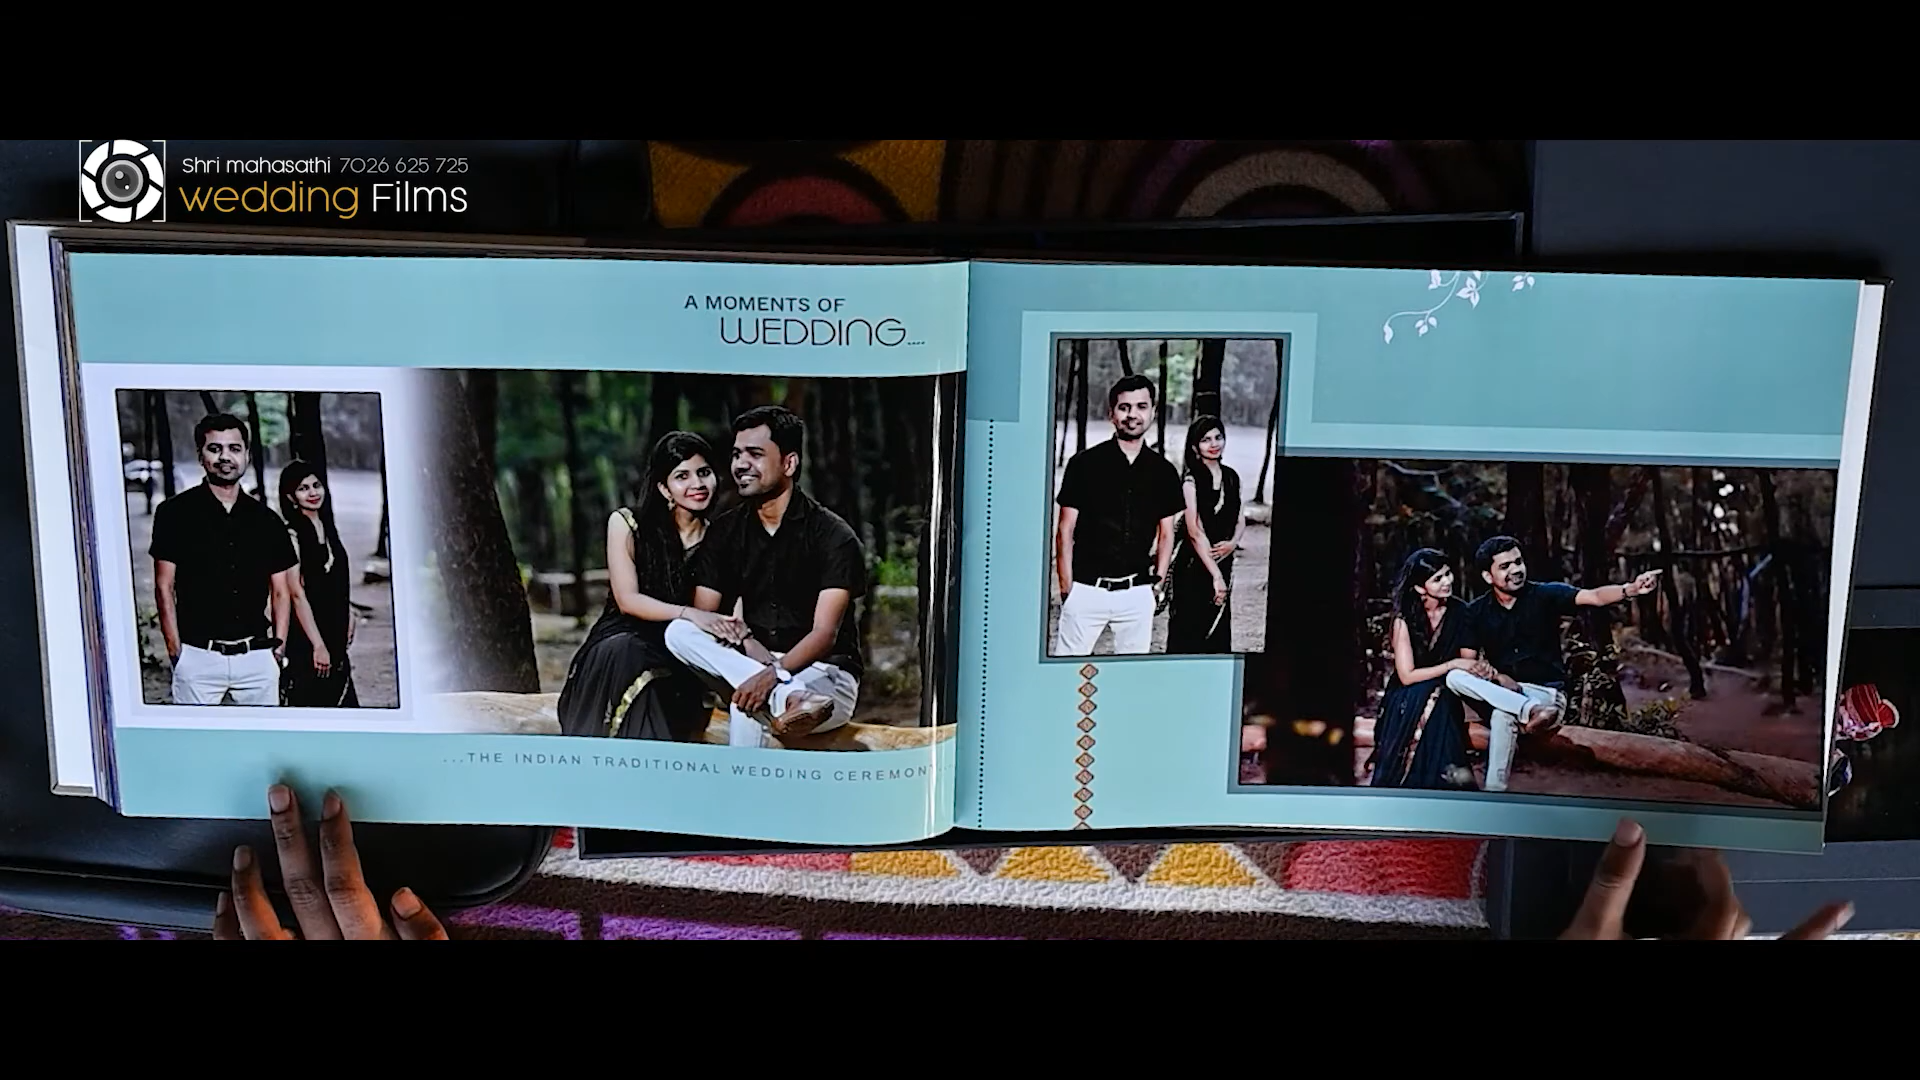 Shri mahasathi 7026 625 725
wedding Films
A MOMENTS OF
WEDDING....
...THE INDIAN TRADITIONAL WEDDING CEREMONY...